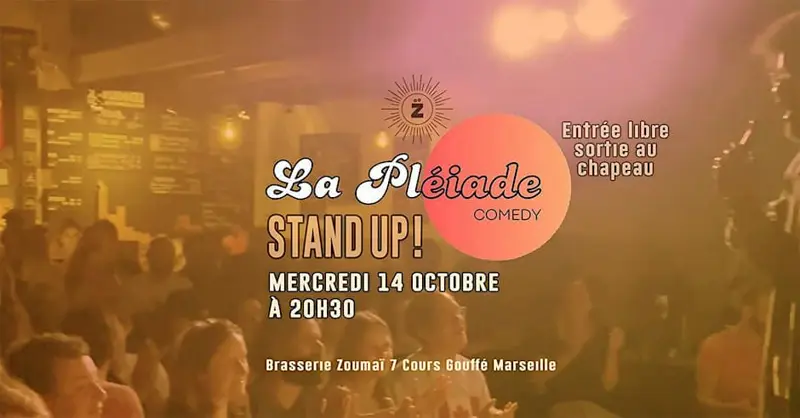 Z
La Pléiade
COMEDY
STAND UP!
MERCREDI 14 OCTOBRE
À 20H30
Entrée libre
sortie au
chapeau
Brasserie Zoumaï 7 Cours Gouffé Marseille